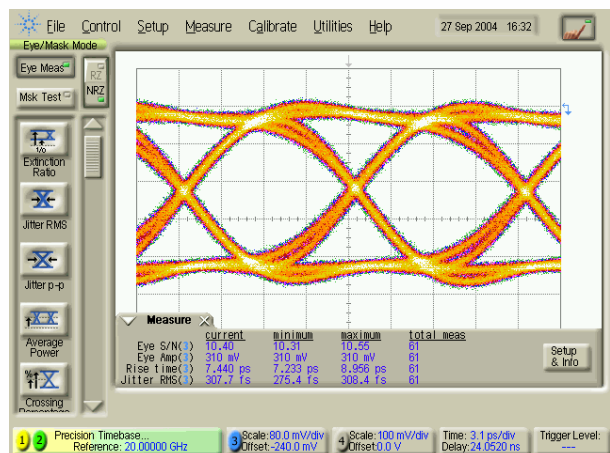 File Control Setup Measure Calibrate Utilities Help 27 Sep 2004 16:32
Eye/Mask Mode
Eye Meas
RZ
Msk Test
NRZ
1/0
Extinction
Ratio
Jitter RMS
Jitter p-p
Average
Power
%
Crossing
Percentage
Measure
current minimum maximum total meas
Eye S/N(3) 10.40 10.31 10.55 61
Eye Amp(3) 310 mV 310 mV 310 mV 61
Rise time(3) 7.440 ps 7.233 ps 8.956 ps 61
Jitter RMS(3) 307.7 fs 275.4 fs 308.4 fs 61
Setup
& Info
1 2 Precision Timebase... 3 Scale:80.0 mV/div 4 Scale:100 mV/div Time:3.1 ps/div Trigger Level:
Reference: 20.00000 GHz Offset:-240.0 mV Offset:0.0 V Delay:24.0520 ns ---